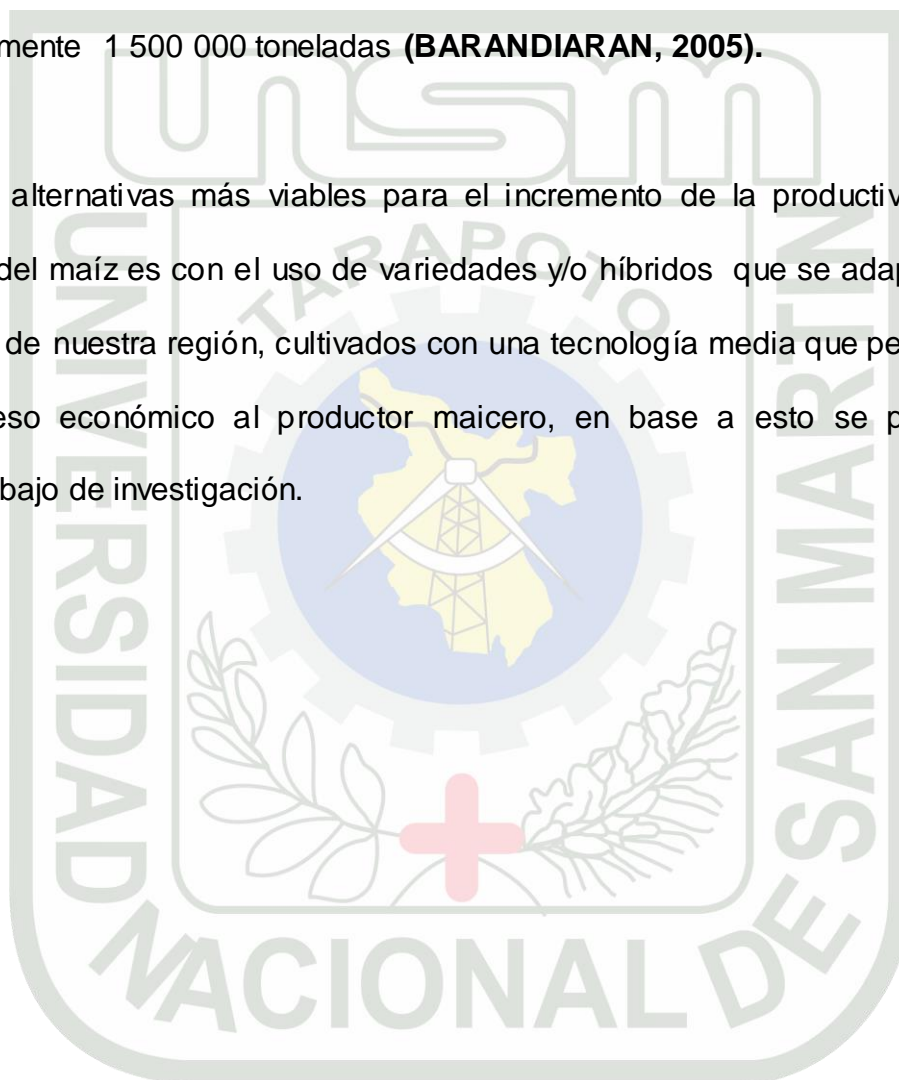 mente 1 500 000 toneladas (BARANDIARAN, 2005).
alternativas más viables para el incremento de la productiv
del maíz es con el uso de variedades y/o híbridos que se adap
de nuestra región, cultivados con una tecnología media que pe
eso económico al productor maicero, en base a esto se p
bajo de investigación.
unsm
TARAPOTO
UNIVERSIDAD
NACIONAL DE
SAN MARTIN